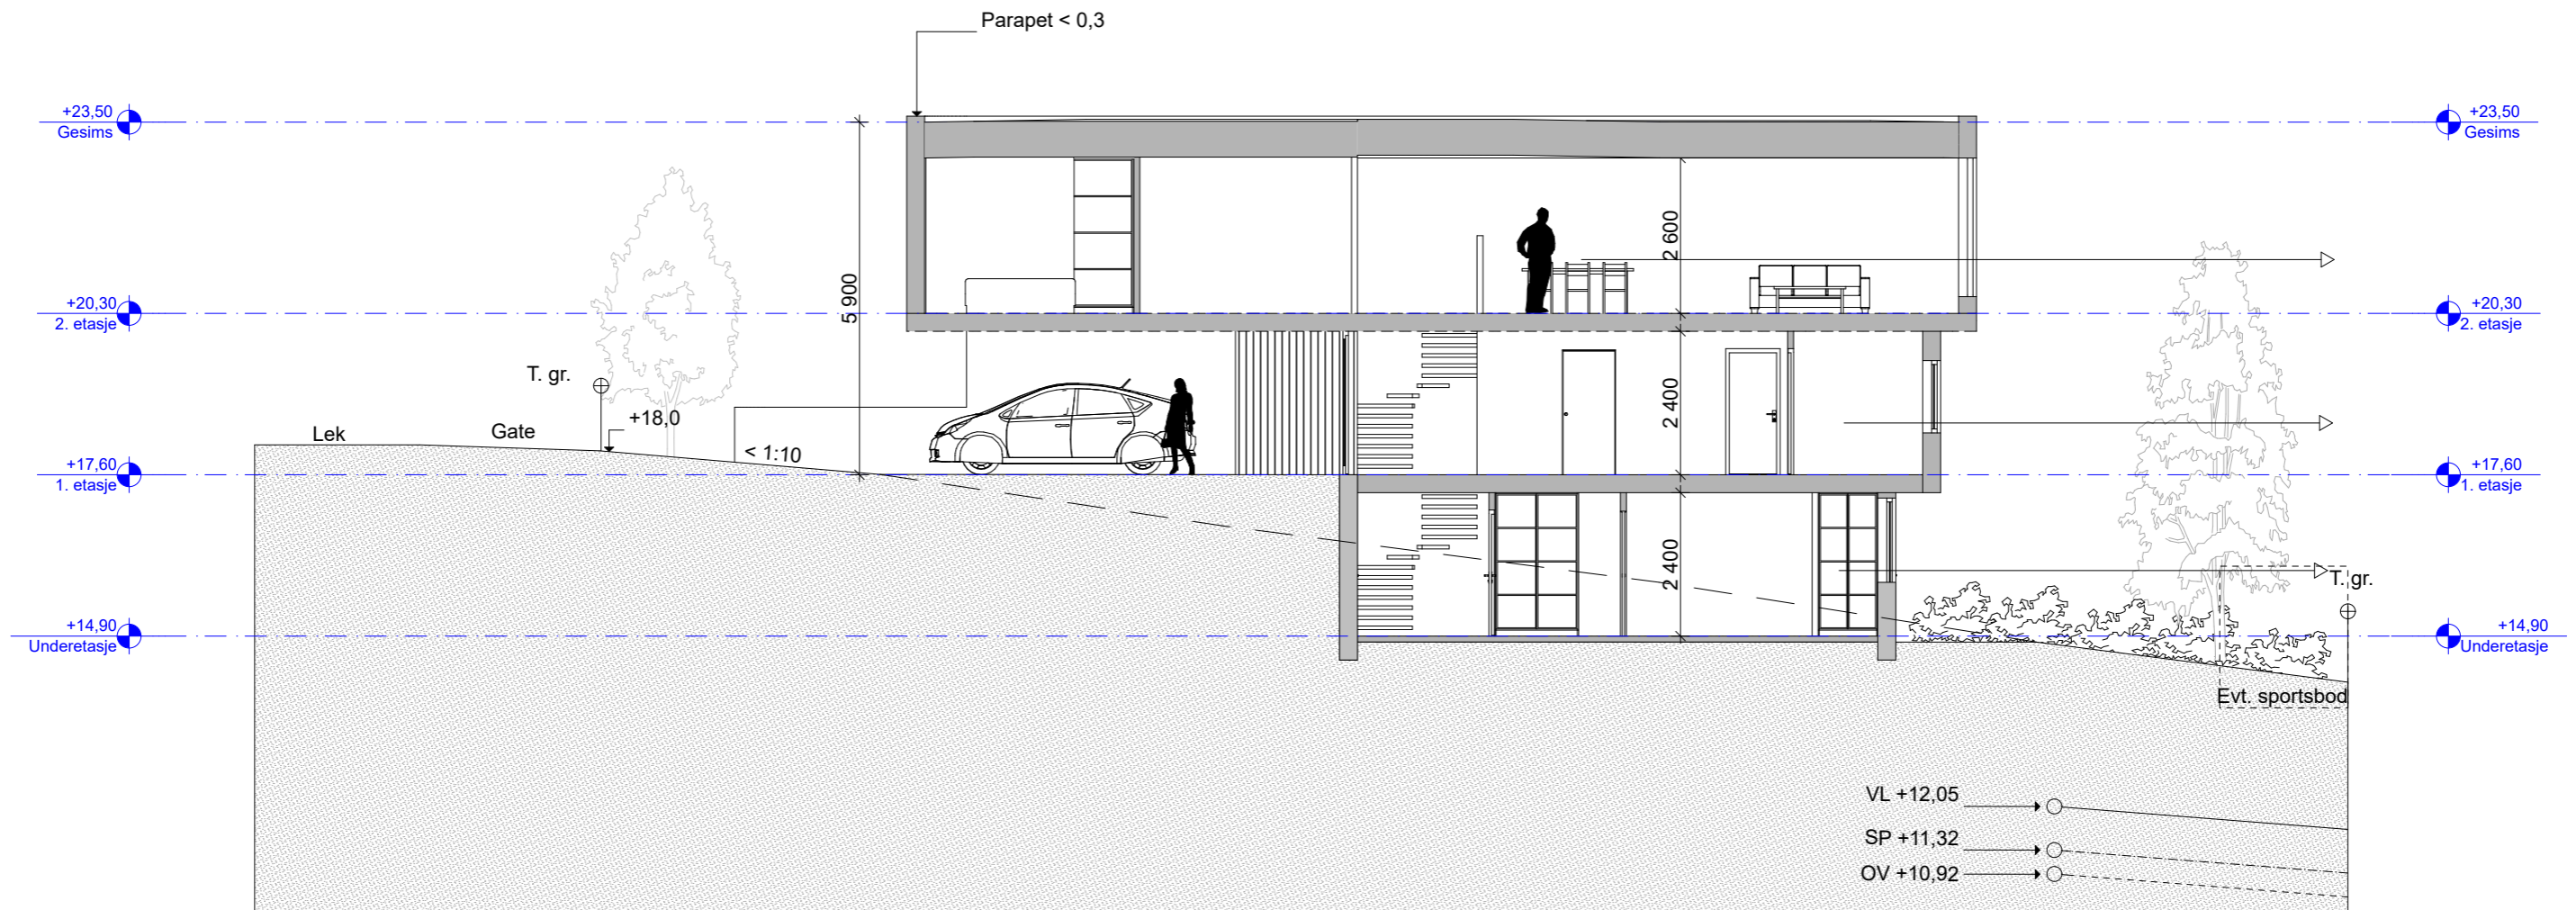 Parapet < 0,3
+23,50
Gesims
+23,50
Gesims
2 600
5 900
+20,30
2. etasje
+20,30
2. etasje
T. gr.
+18,0
2 400
Lek
Gate
< 1:10
+17,60
1. etasje
+17,60
1. etasje
2 400
T. gr.
+14,90
Underetasje
+14,90
Underetasje
Evt. sportsbod
VL +12,05
SP +11,32
OV +10,92